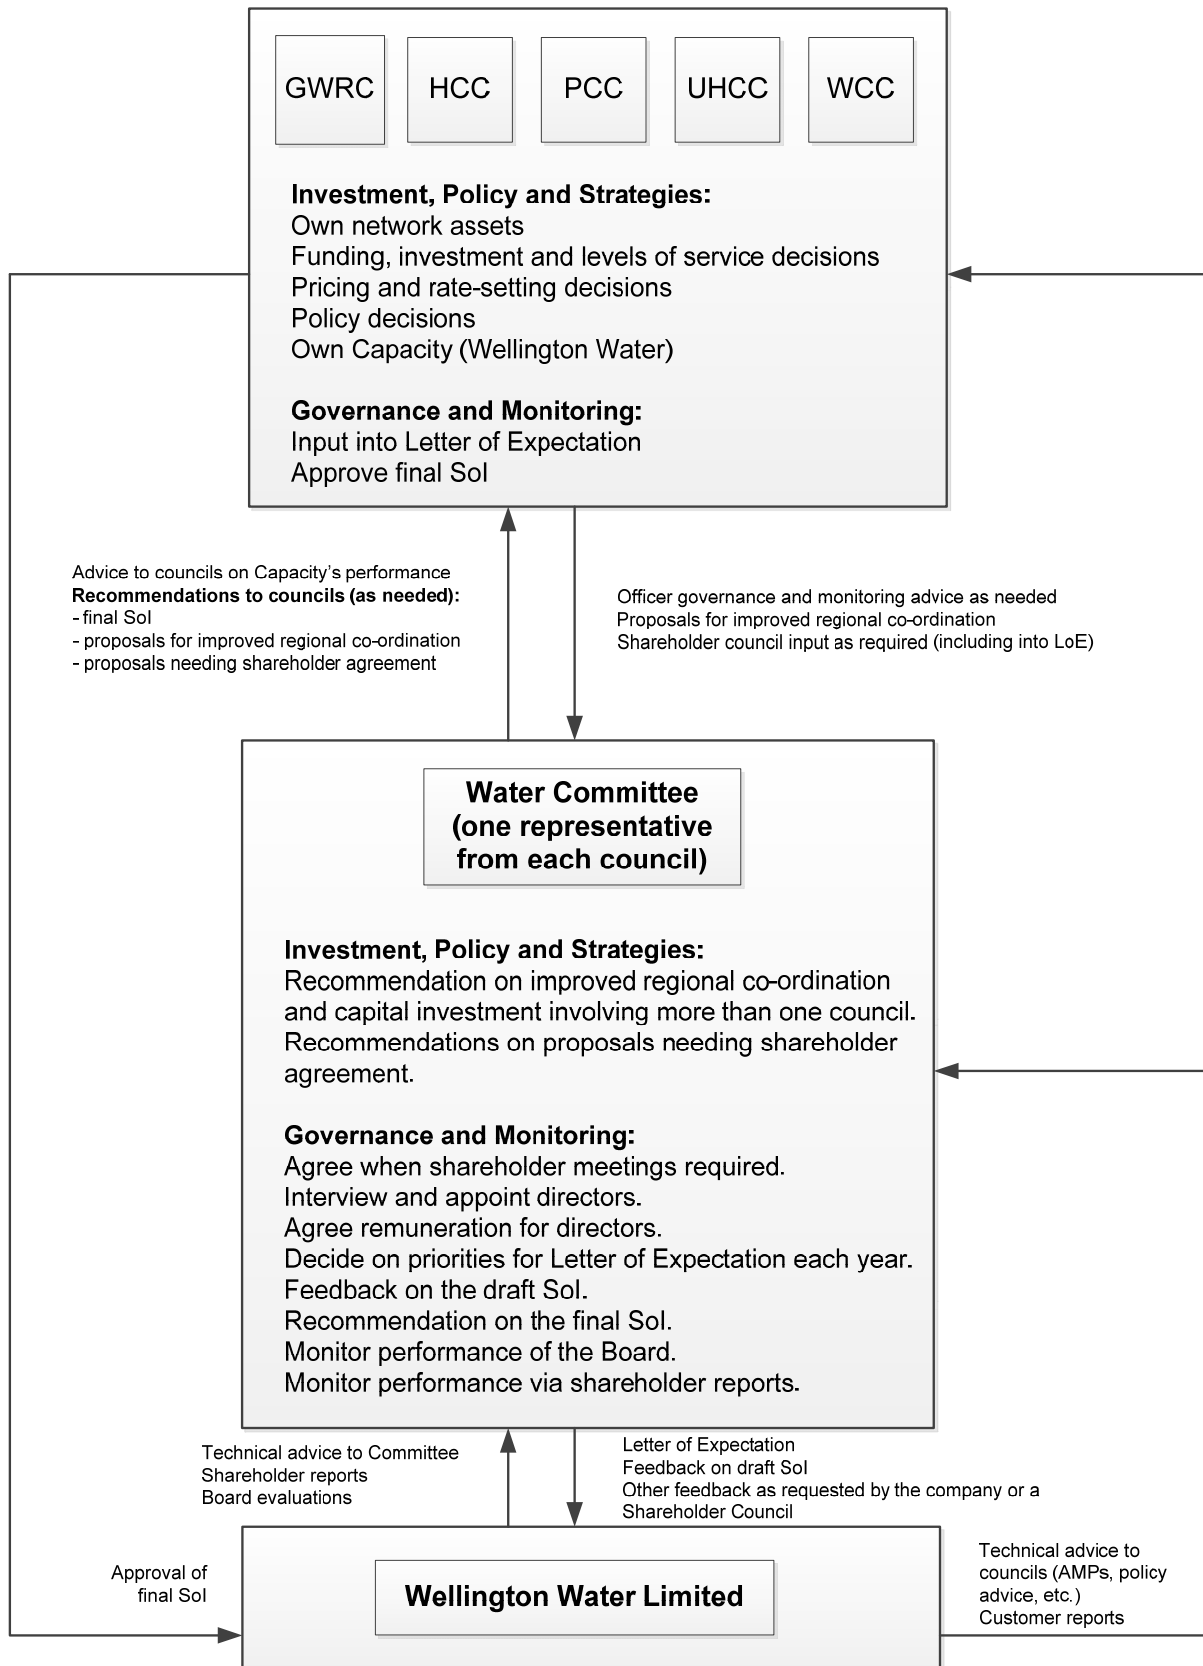 GWRC
HCC
PCC
UHCC
WCC
Investment, Policy and Strategies:
Own network assets
Funding, investment and levels of service decisions
Pricing and rate-setting decisions
Policy decisions
Own Capacity (Wellington Water)
Governance and Monitoring:
Input into Letter of Expectation
Approve final SoI
Advice to councils on Capacity's performance
Recommendations to councils (as needed):
- final SoI
- proposals for improved regional co-ordination
- proposals needing shareholder agreement
Officer governance and monitoring advice as needed
Proposals for improved regional co-ordination
Shareholder council input as required (including into LoE)
Water Committee
(one representative
from each council)
Investment, Policy and Strategies:
Recommendation on improved regional co-ordination
and capital investment involving more than one council.
Recommendations on proposals needing shareholder
agreement.
Governance and Monitoring:
Agree when shareholder meetings required.
Interview and appoint directors.
Agree remuneration for directors.
Decide on priorities for Letter of Expectation each year.
Feedback on the draft SoI.
Recommendation on the final SoI.
Monitor performance of the Board.
Monitor performance via shareholder reports.
Technical advice to Committee
Shareholder reports
Board evaluations
Letter of Expectation
Feedback on draft SoI
Other feedback as requested by the company or a
Shareholder Council
Approval of
final SoI
Wellington Water Limited
Technical advice to
councils (AMPs, policy
advice, etc.)
Customer reports